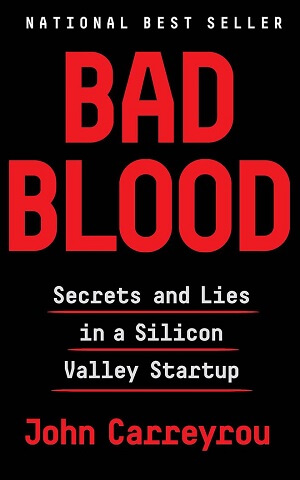 NATIONAL BEST SELLER
BAD
BLOOD
Secrets and Lies
in a Silicon
Valley Startup
John Carreyrou